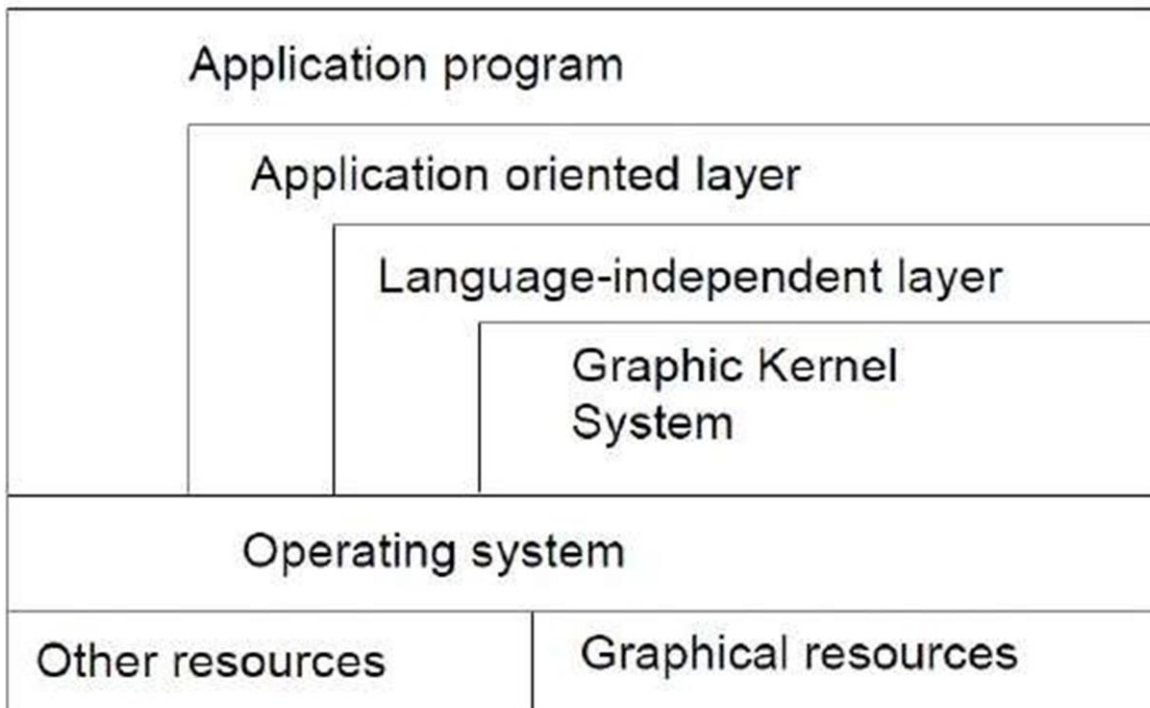 Application program
Application oriented layer
Language-independent layer
Graphic Kernel
System
Operating system
Other resources
Graphical resources